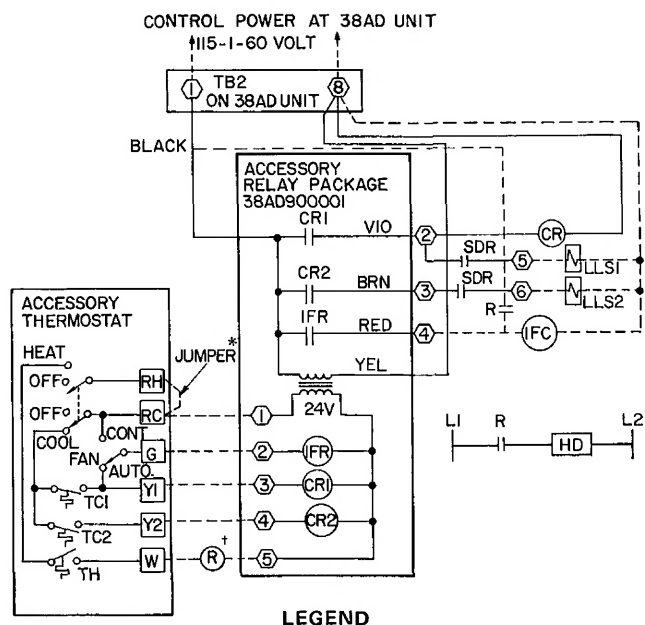 CONTROL POWER AT 38AD UNIT
115-1-60 VOLT
1
TB2
ON 38AD UNIT
8
BLACK
ACCESSORY
RELAY PACKAGE
38AD900001
CR1
VIO
2
CR
SDR
5
LLS1
CR2
BRN
3
SDR
6
LLS2
R
IFR
RED
4
IFC
YEL
24V
ACCESSORY
THERMOSTAT
HEAT
OFF
RH
JUMPER*
OFF
RC
1
COOL
CONT.
FAN
AUTO.
G
2
IFR
TC1
Y1
3
CR1
TC2
Y2
4
CR2
TH
W
R†
5
L1
R
HD
L2
LEGEND